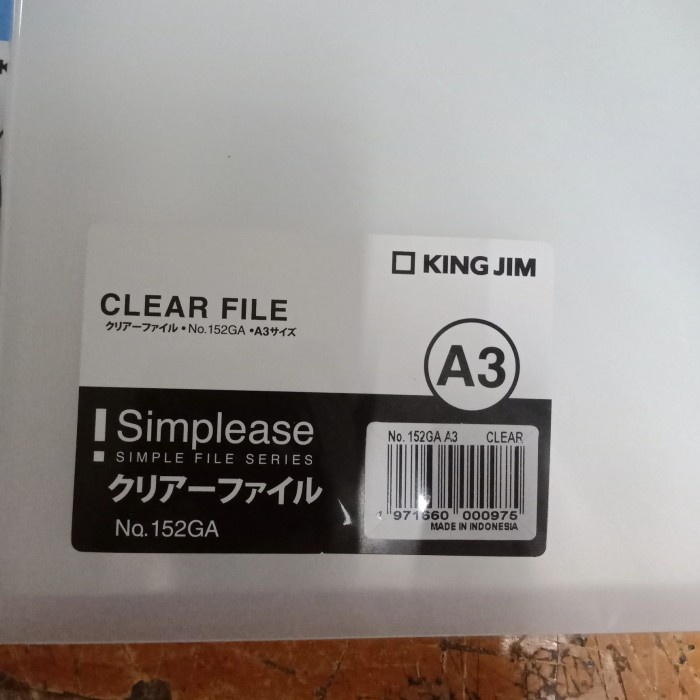 KING JIM
CLEAR FILE
クリアーファイル・No.152GA・A3サイズ
A3
Simplease
SIMPLE FILE SERIES
クリアーファイル
No.152GA
No. 152GA A3 CLEAR
1 971660 000975
MADE IN INDONESIA